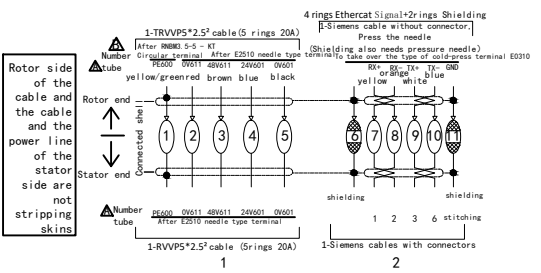 4 rings Ethercat Signal+2rings Shielding
1-TRVVP5*2.5² cable(5 rings 20A)
1-Siemens cable without connector.
Press the needle
B
After RNBM3.5-5 - KT
(Shielding also needs pressure needle)
Number
Circular terminal After E2510 needle type terminal
To take over the type of cold-press terminal E0310
A tube
PE600 0V611 48V611 24V601 0V601
RX+ RX- TX+ TX- GND
yellow/green red brown blue black
yellow orange white blue
Rotor side
of the
cable and
the cable
and the
power line
of the
stator
side are
not
stripping
skins
Rotor end
Connected shell
1 2 3 4 5 6 7 8 9 10 11
Stator end
shielding
shielding
A Number
tube
PE600 0V611 48V611 24V601 0V601
After E2510 needle type terminal
1 2 3 6 stitching
1-RVVP5*2.5² cable (5rings 20A)
1-Siemens cables with connectors
1
2